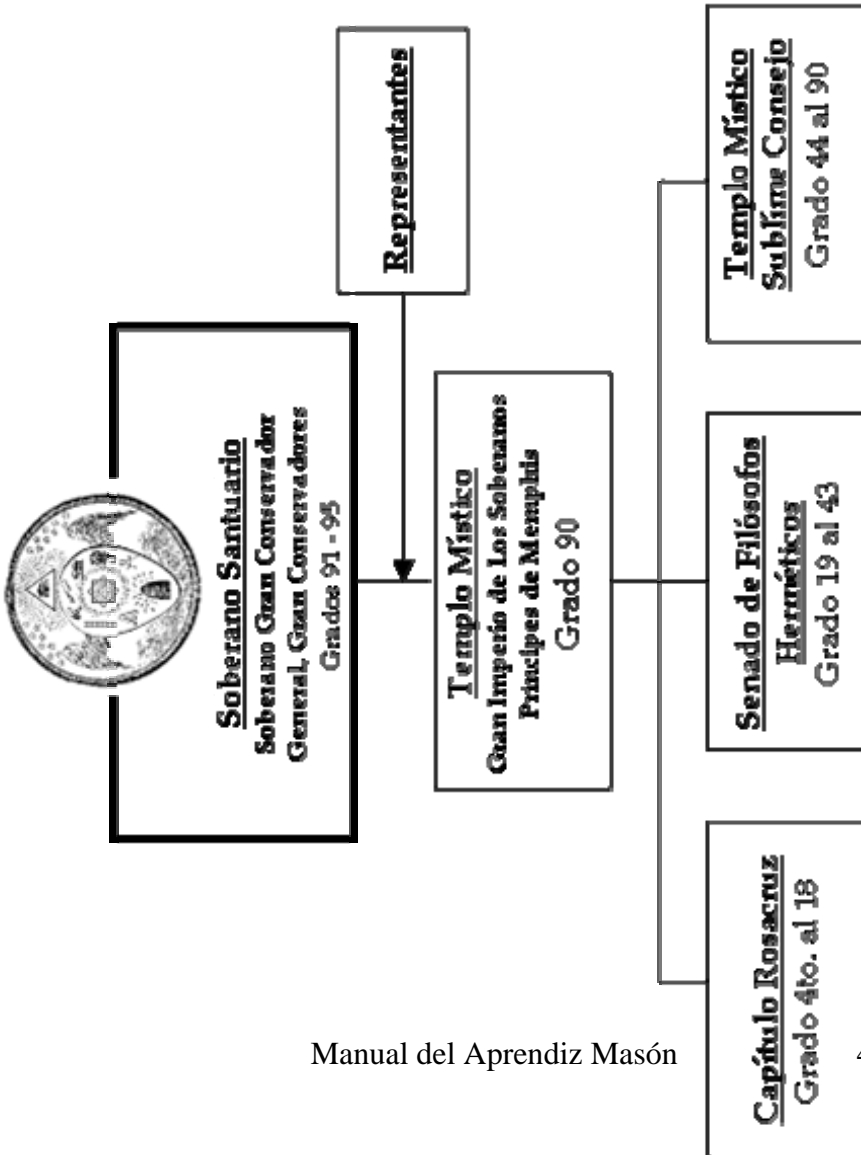 Soberano Santuario
Soberano Gran Conservador
General, Gran Conservadores
Grados 91 - 95
Representantes
Templo Místico
Gran Imperio de Los Soberanos
Príncipes de Memphis
Grado 90
Capítulo Rosacruz
Grado 4to. al 18
Senado de Filósofos
Herméticos
Grado 19 al 43
Templo Místico
Sublime Consejo
Grado 44 al 90
Manual del Aprendiz Masón